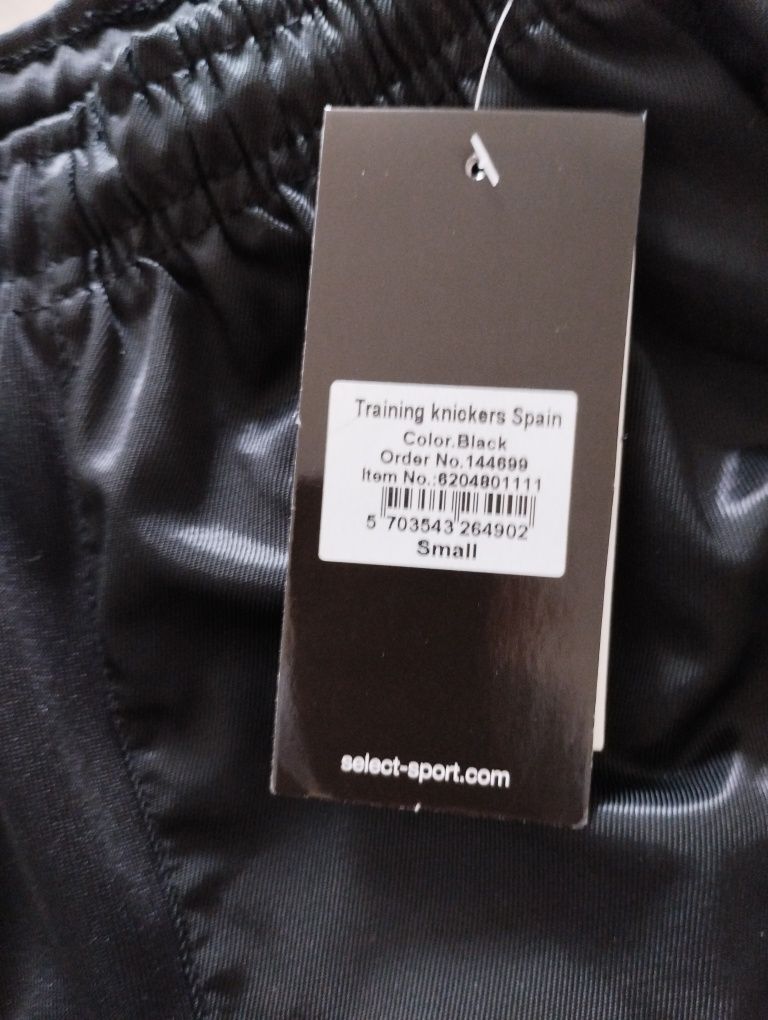 Training knickers Spain
Color.Black
Order No.144699
Item No.:6204801111
5 703543 264902
Small
select-sport.com